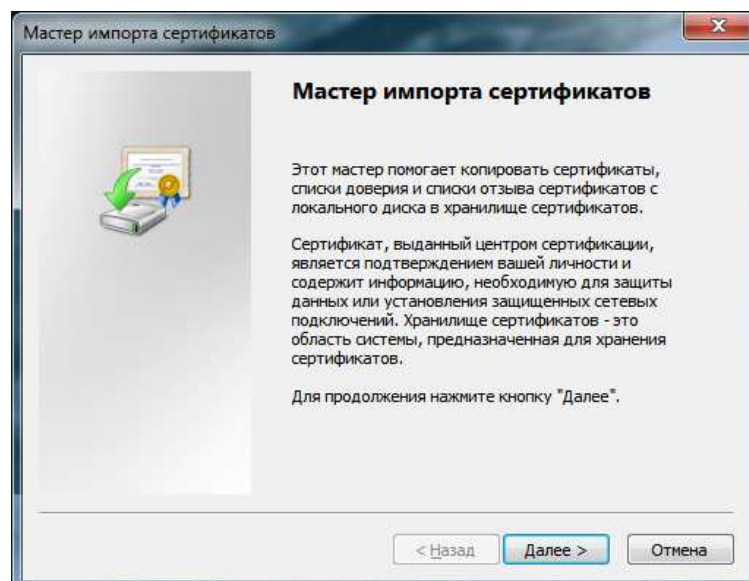 Мастер импорта сертификатов
Мастер импорта сертификатов
Этот мастер помогает копировать сертификаты,
списки доверия и списки отзыва сертификатов с
локального диска в хранилище сертификатов.
Сертификат, выданный центром сертификации,
является подтверждением вашей личности и
содержит информацию, необходимую для защиты
данных или установления защищенных сетевых
подключений. Хранилище сертификатов - это
область системы, предназначенная для хранения
сертификатов.
Для продолжения нажмите кнопку "Далее".
< Назад Далее > Отмена